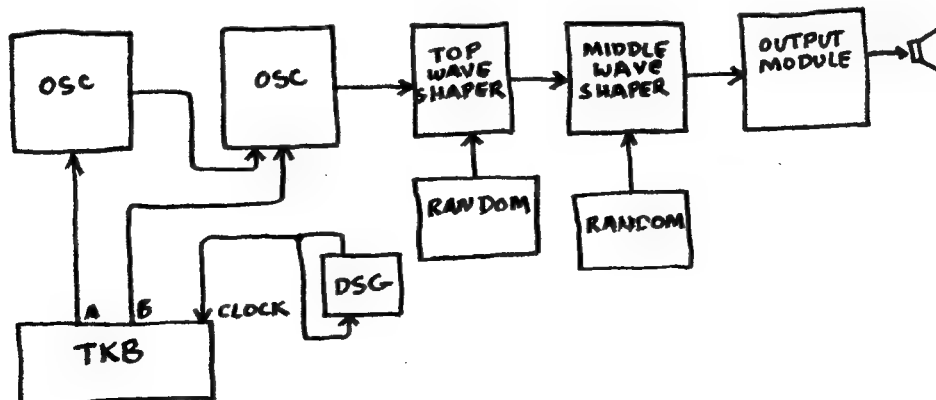 OSC
OSC
TOP
WAVE
SHAPER
MIDDLE
WAVE
SHAPER
OUTPUT
MODULE
RANDOM
RANDOM
DSG
A
B
CLOCK
TKB